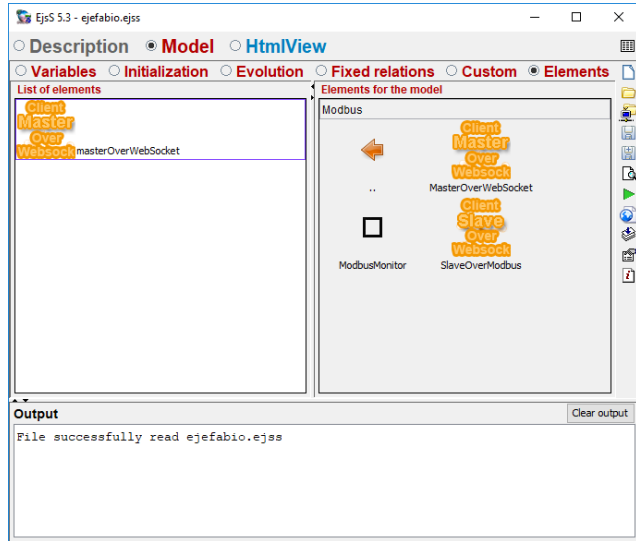 EjsS 5.3 - ejefabio.ejss
Description Model HtmlView
Variables Initialization Evolution Fixed relations Custom Elements
List of elements
Client
Master
Over
Websock masterOverWebSocket
Elements for the model
Modbus
..
Client
Master
Over
Websock
MasterOverWebSocket
ModbusMonitor
Client
Slave
Over
Websock
SlaveOverModbus
Output
Clear output
File successfully read ejefabio.ejss